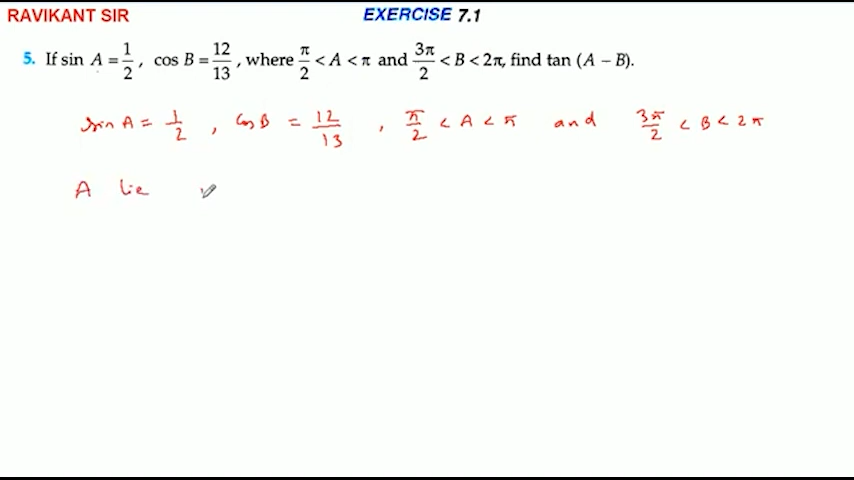 RAVIKANT SIR EXERCISE 7.1
5. If sin A = 1/2, cos B = 12/13, where π/2 < A < π and 3π/2 < B < 2π, find tan (A − B).
sin A = 1/2, cos B = 12/13, π/2 < A < π and 3π/2 < B < 2π
A lie